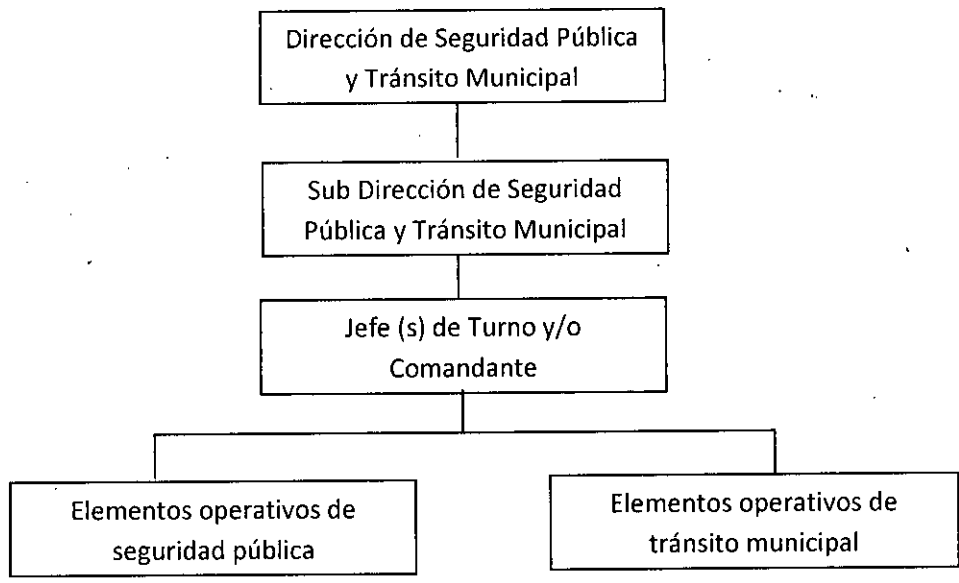 Dirección de Seguridad Pública
y Tránsito Municipal
Sub Dirección de Seguridad
Pública y Tránsito Municipal
Jefe (s) de Turno y/o
Comandante
Elementos operativos de
seguridad pública
Elementos operativos de
tránsito municipal